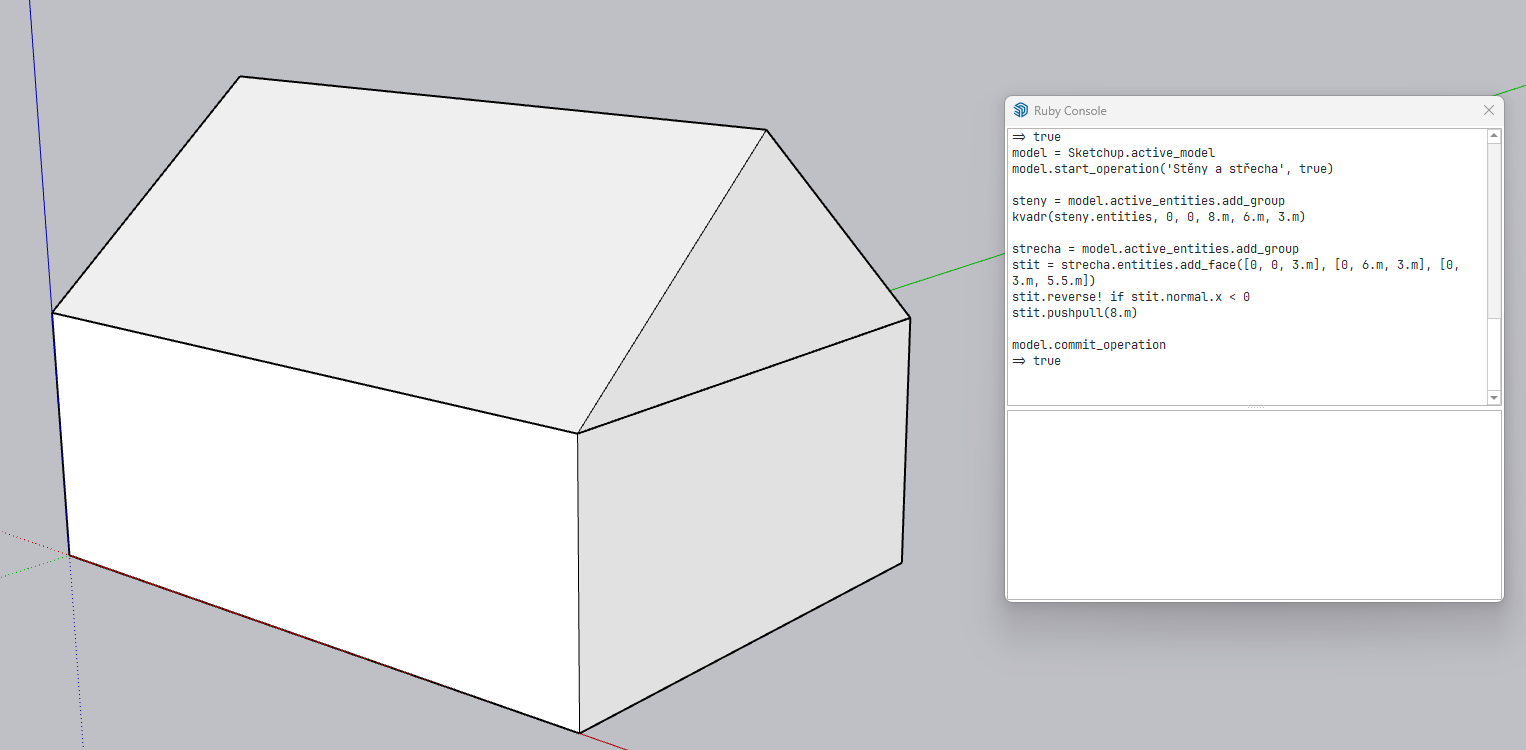 Ruby Console
=> true
model = Sketchup.active_model
model.start_operation('Stěny a střecha', true)
steny = model.active_entities.add_group
kvadr(steny.entities, 0, 0, 8.m, 6.m, 3.m)
strecha = model.active_entities.add_group
stit = strecha.entities.add_face([0, 0, 3.m], [0, 6.m, 3.m], [0,
3.m, 5.5.m])
stit.reverse! if stit.normal.x < 0
stit.pushpull(8.m)
model.commit_operation
=> true